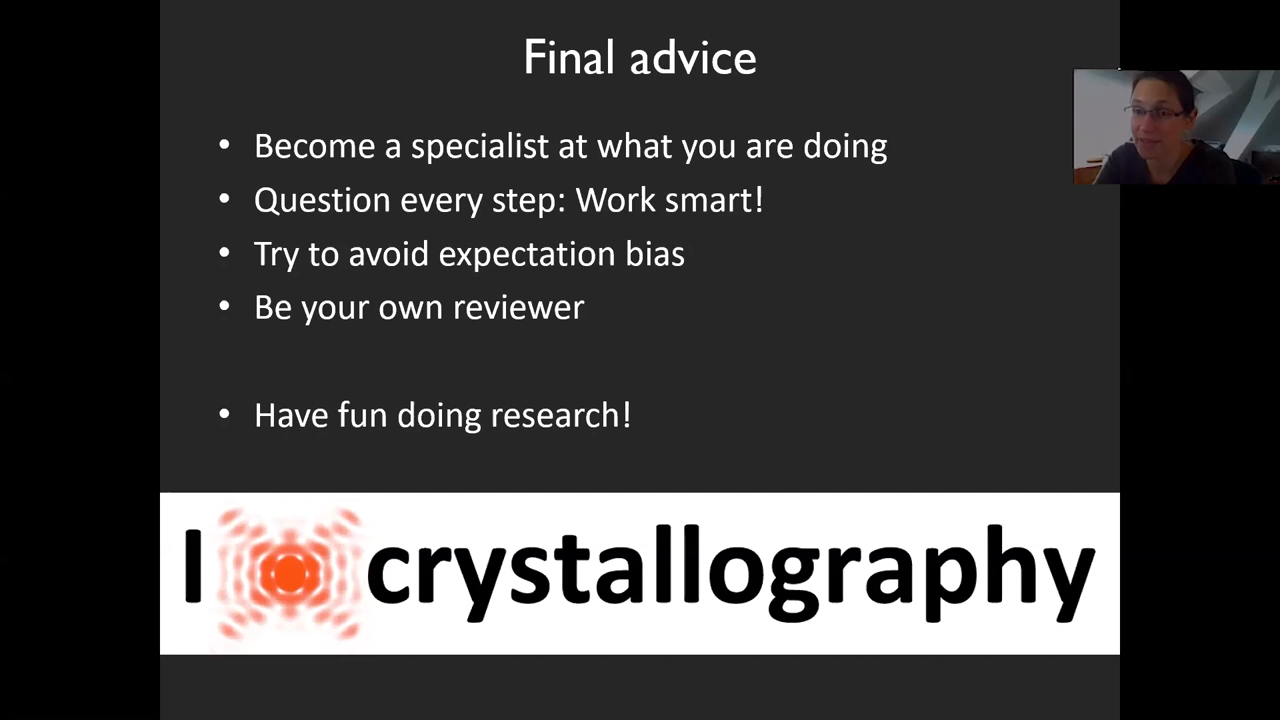 Final advice
• Become a specialist at what you are doing
• Question every step: Work smart!
• Try to avoid expectation bias
• Be your own reviewer
• Have fun doing research!
I crystallography